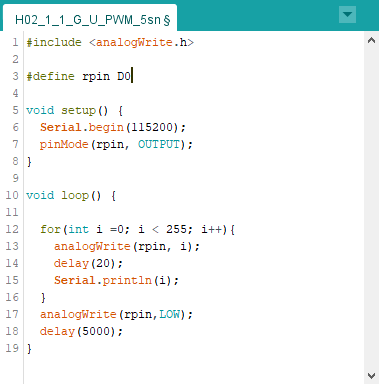 H02_1_1_G_U_PWM_5sn §
1 #include <analogWrite.h>
2
3 #define rpin D0
4
5 void setup() {
6 Serial.begin(115200);
7 pinMode(rpin, OUTPUT);
8 }
9
10 void loop() {
11
12 for(int i =0; i < 255; i++){
13 analogWrite(rpin, i);
14 delay(20);
15 Serial.println(i);
16 }
17 analogWrite(rpin,LOW);
18 delay(5000);
19 }